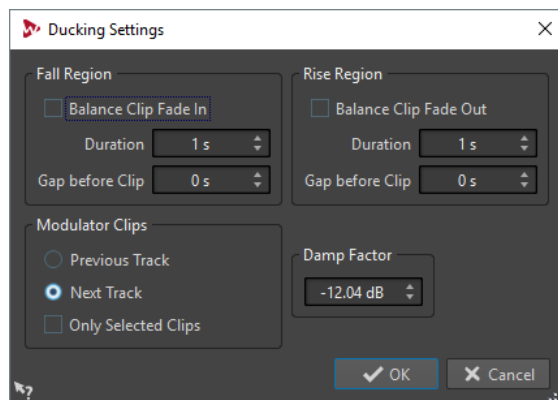 Ducking Settings
Fall Region
Balance Clip Fade In
Duration 1 s
Gap before Clip 0 s
Rise Region
Balance Clip Fade Out
Duration 1 s
Gap before Clip 0 s
Modulator Clips
Previous Track
Next Track
Only Selected Clips
Damp Factor
-12.04 dB
OK
Cancel
?